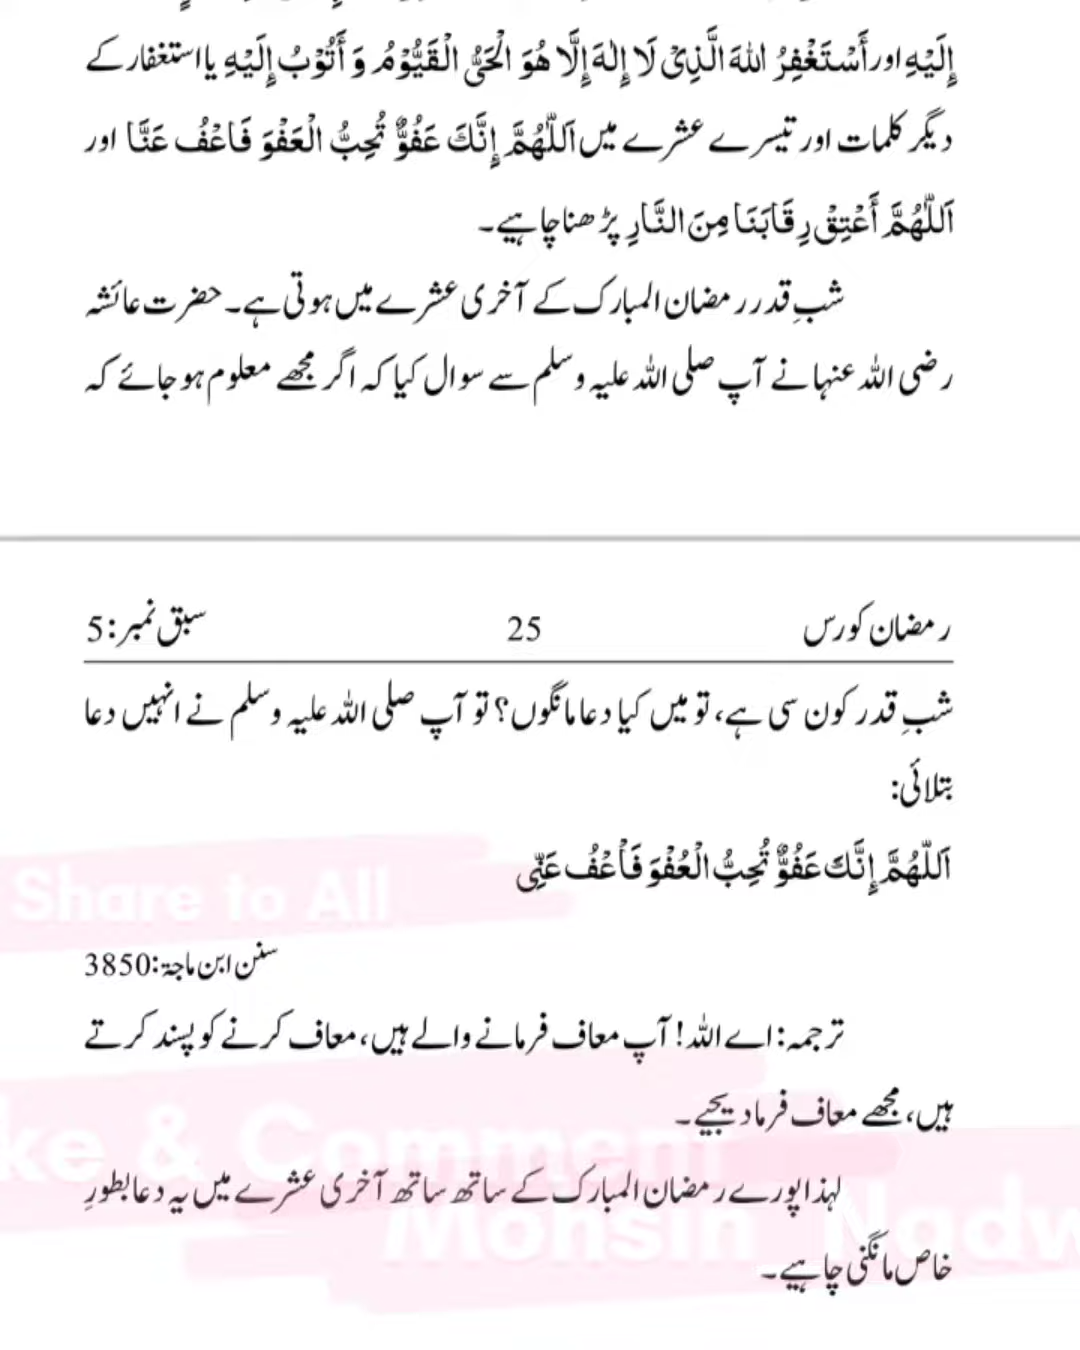 إِلَيْهِ اور أَسْتَغْفِرُ اللهَ الَّذِیْ لَا إِلٰهَ إِلَّا هُوَ الْحَیُّ الْقَیُّوْمُ وَ أَتُوْبُ إِلَیْهِ یا استغفار کے
دیگر کلمات اور تیسرے عشرے میں اَللّٰهُمَّ إِنَّكَ عَفُوٌّ تُحِبُّ الْعَفْوَ فَاعْفُ عَنَّا اور
اَللّٰهُمَّ أَعْتِقْ رِقَابَنَا مِنَ النَّارِ پڑھنا چاہیے۔
شبِ قدر رمضان المبارک کے آخری عشرے میں ہوتی ہے۔ حضرت عائشہ
رضی اللہ عنہا نے آپ صلی اللہ علیہ وسلم سے سوال کیا کہ اگر مجھے معلوم ہو جائے کہ
رمضان کورس 25 سبق نمبر:5
شبِ قدر کون سی ہے، تو میں کیا دعا مانگوں؟ تو آپ صلی اللہ علیہ وسلم نے انہیں دعا
بتلائی:
اَللّٰهُمَّ إِنَّكَ عَفُوٌّ تُحِبُّ الْعُفْوَ فَأْعْفُ عَنِّی
Share to All
سنن ابن ماجۃ:3850
ترجمہ: اے اللہ! آپ معاف فرمانے والے ہیں، معاف کرنے کو پسند کرتے
ہیں، مجھے معاف فرما دیجیے۔
ke & Comment
لہذا پورے رمضان المبارک کے ساتھ ساتھ آخری عشرے میں یہ دعا بطورِ
Mohsin Nadw
خاص مانگنی چاہیے۔